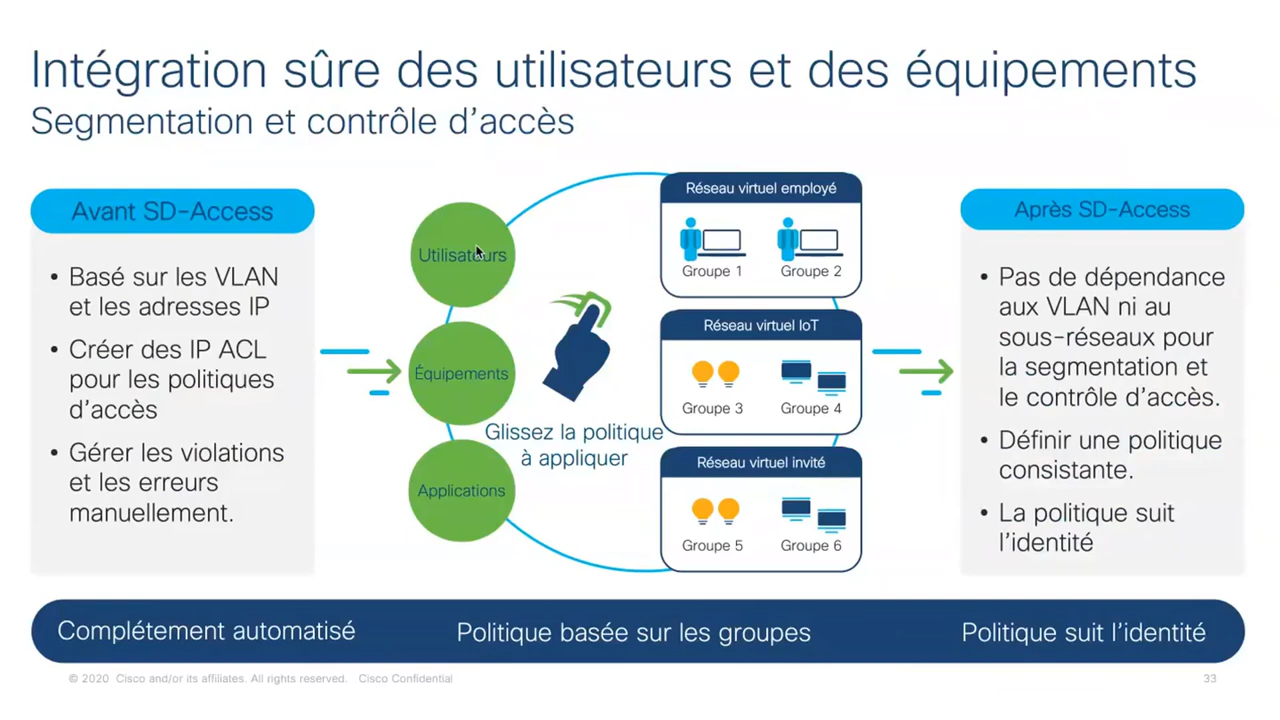 Intégration sûre des utilisateurs et des équipements
Segmentation et contrôle d’accès
Avant SD-Access
• Basé sur les VLAN
et les adresses IP
• Créer des IP ACL
pour les politiques
d’accès
• Gérer les violations
et les erreurs
manuellement.
Utilisateurs
Équipements
Applications
Glissez la politique
à appliquer
Réseau virtuel employé
Groupe 1 Groupe 2
Réseau virtuel IoT
Groupe 3 Groupe 4
Réseau virtuel invité
Groupe 5 Groupe 6
Après SD-Access
• Pas de dépendance
aux VLAN ni au
sous-réseaux pour
la segmentation et
le contrôle d’accès.
• Définir une politique
consistante.
• La politique suit
l’identité
Complétement automatisé
Politique basée sur les groupes
Politique suit l’identité
© 2020 Cisco and/or its affiliates. All rights reserved. Cisco Confidential
33